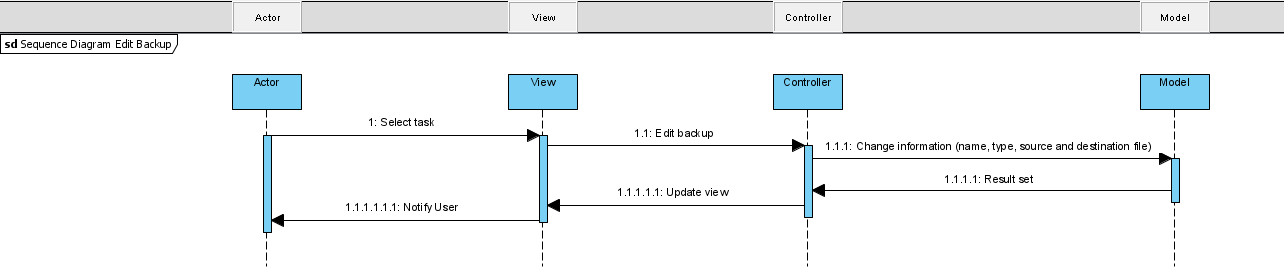 Actor
View
Controller
Model
sd Sequence Diagram Edit Backup
Actor
View
Controller
Model
1: Select task
1.1: Edit backup
1.1.1: Change information (name, type, source and destination file)
1.1.1.1: Result set
1.1.1.1.1: Update view
1.1.1.1.1.1: Notify User